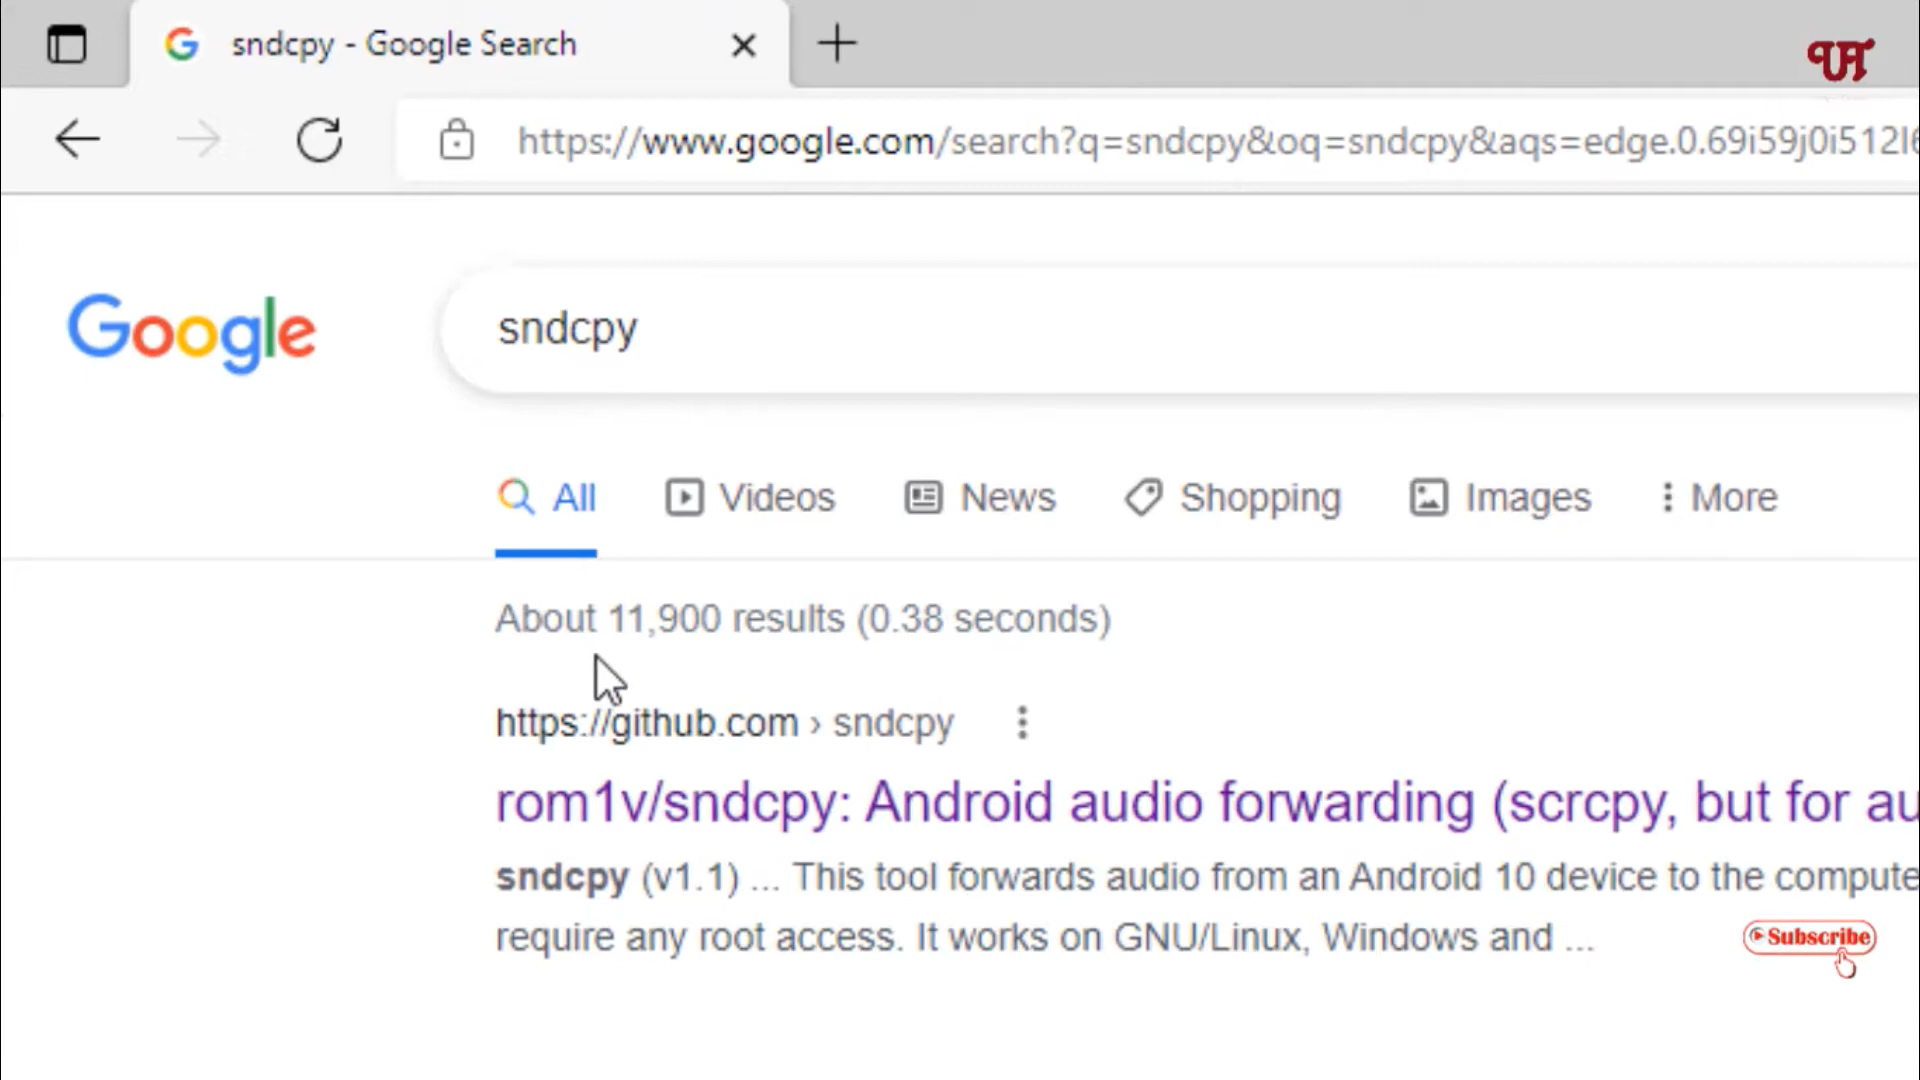 sndcpy - Google Search
UT
https://www.google.com/search?q=sndcpy&oq=sndcpy&aqs=edge.0.69i59j0i512l6
Google
sndcpy
All Videos News Shopping Images More
About 11,900 results (0.38 seconds)
https://github.com › sndcpy
rom1v/sndcpy: Android audio forwarding (scrcpy, but for au
sndcpy (v1.1) ... This tool forwards audio from an Android 10 device to the compute
require any root access. It works on GNU/Linux, Windows and ...
Subscribe